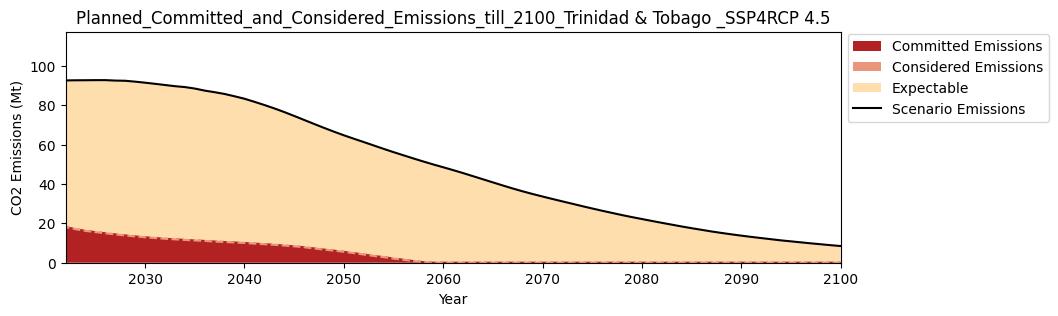 Planned_Committed_and_Considered_Emissions_till_2100_Trinidad & Tobago _SSP4RCP 4.5
CO2 Emissions (Mt)
100
80
60
40
20
0
2030 2040 2050 2060 2070 2080 2090 2100
Year
Committed Emissions
Considered Emissions
Expectable
Scenario Emissions